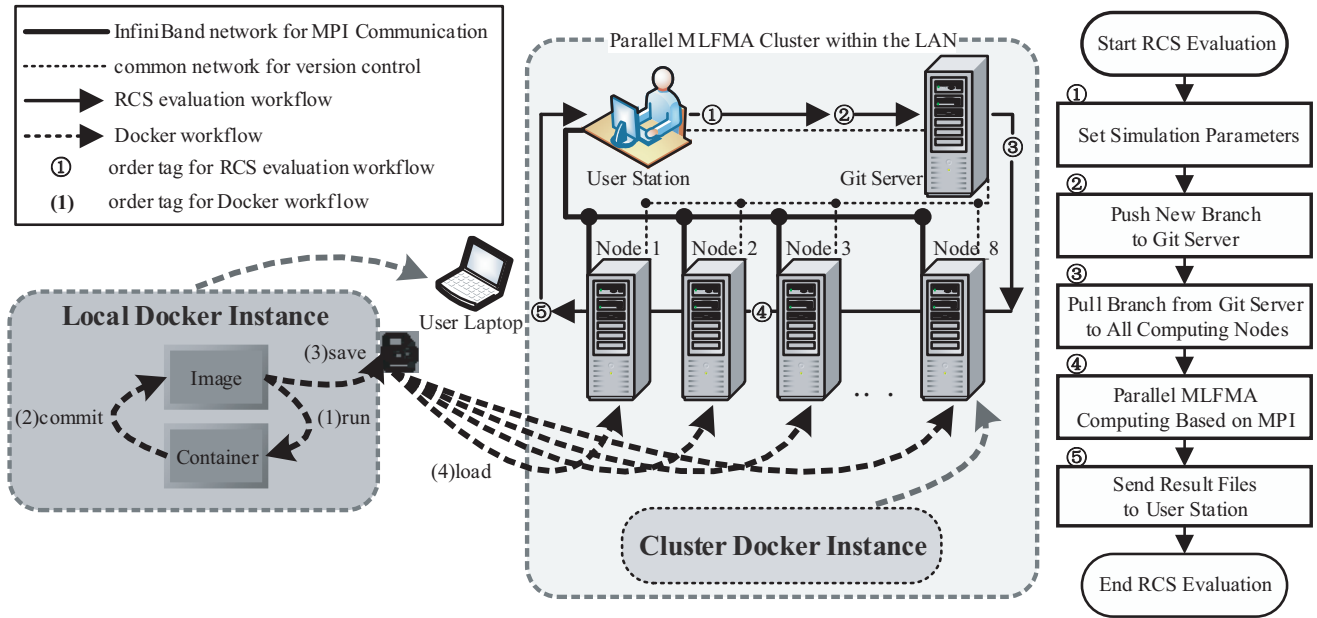 InfiniBand network for MPI Communication
common network for version control
RCS evaluation workflow
Docker workflow
① order tag for RCS evaluation workflow
(1) order tag for Docker workflow
Parallel MLFMA Cluster within the LAN
① ②
③
User Station
Git Server
Node 1
Node 2
Node 3
Node 8
⑤
④
... ...
User Laptop
Local Docker Instance
(3)save
Image
(2)commit
(1)run
Container
(4)load
Cluster Docker Instance
Start RCS Evaluation
①
Set Simulation Parameters
②
Push New Branch
to Git Server
③
Pull Branch from Git Server
to All Computing Nodes
④
Parallel MLFMA
Computing Based on MPI
⑤
Send Result Files
to User Station
End RCS Evaluation